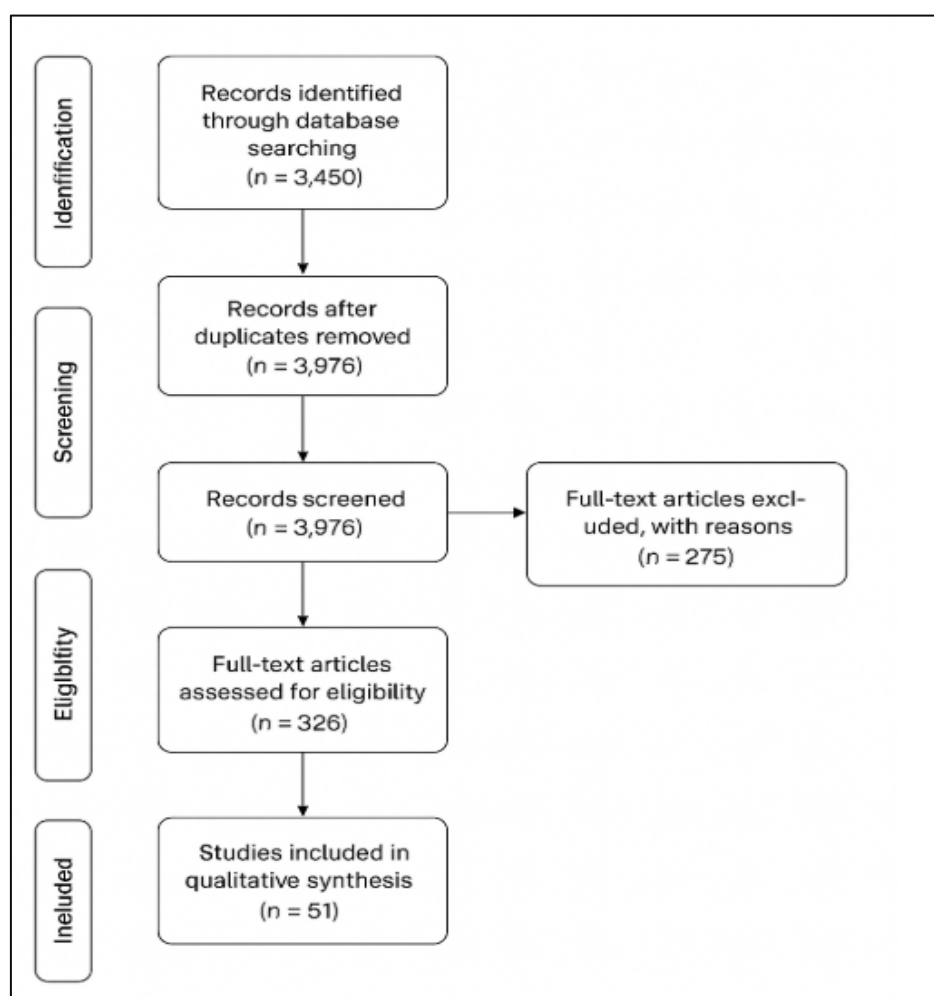 Idenfification
Records identified
through database
searching
(n = 3,450)
Records after
duplicates removed
(n = 3,976)
Screening
Records screened
(n = 3,976)
Full-text articles excl-
uded, with reasons
(n = 275)
Eliglbltity
Full-text articles
assessed for eligibility
(n = 326)
Ineluded
Studies included in
qualitative synthesis
(n = 51)